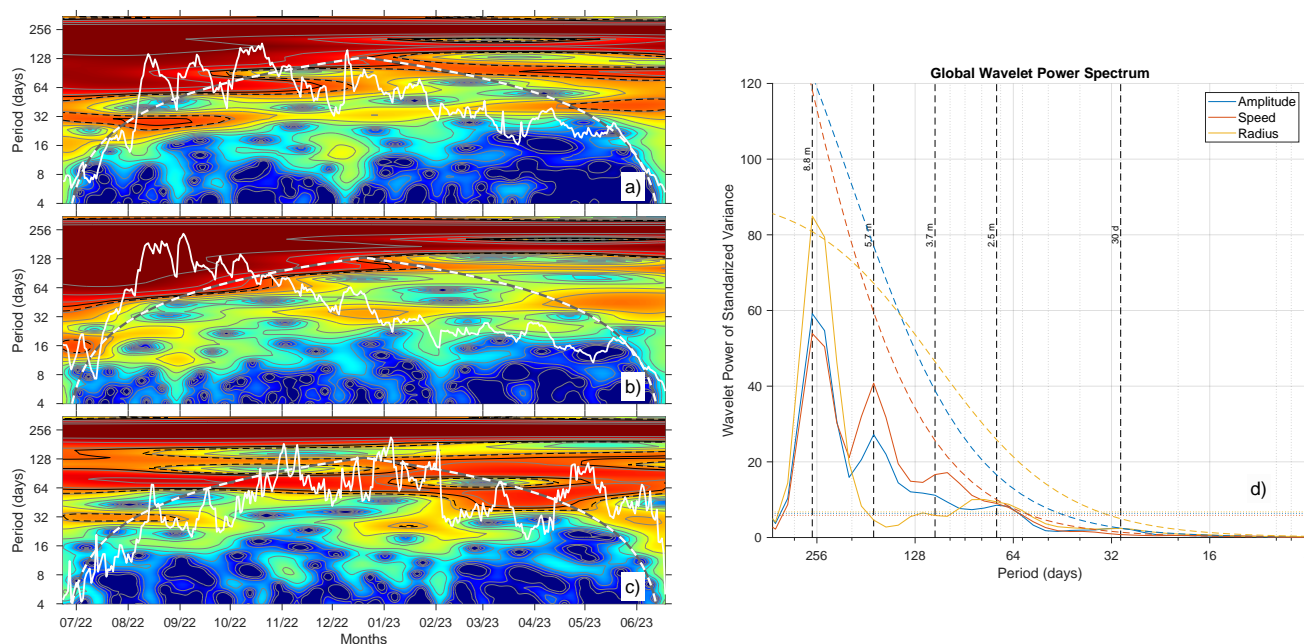 256
128
64
32
16
8
4
Period (days)
a)
256
128
64
32
16
8
4
Period (days)
b)
256
128
64
32
16
8
4
Period (days)
c)
07/22 08/22 09/22 10/22 11/22 12/22 01/23 02/23 03/23 04/23 05/23 06/23
Months
Global Wavelet Power Spectrum
120
100
80
60
40
20
0
Wavelet Power of Standarized Variance
Amplitude
Speed
Radius
8.8 m
3.7 m
2.5 m
30 d
d)
256 128 64 32 16
Period (days)